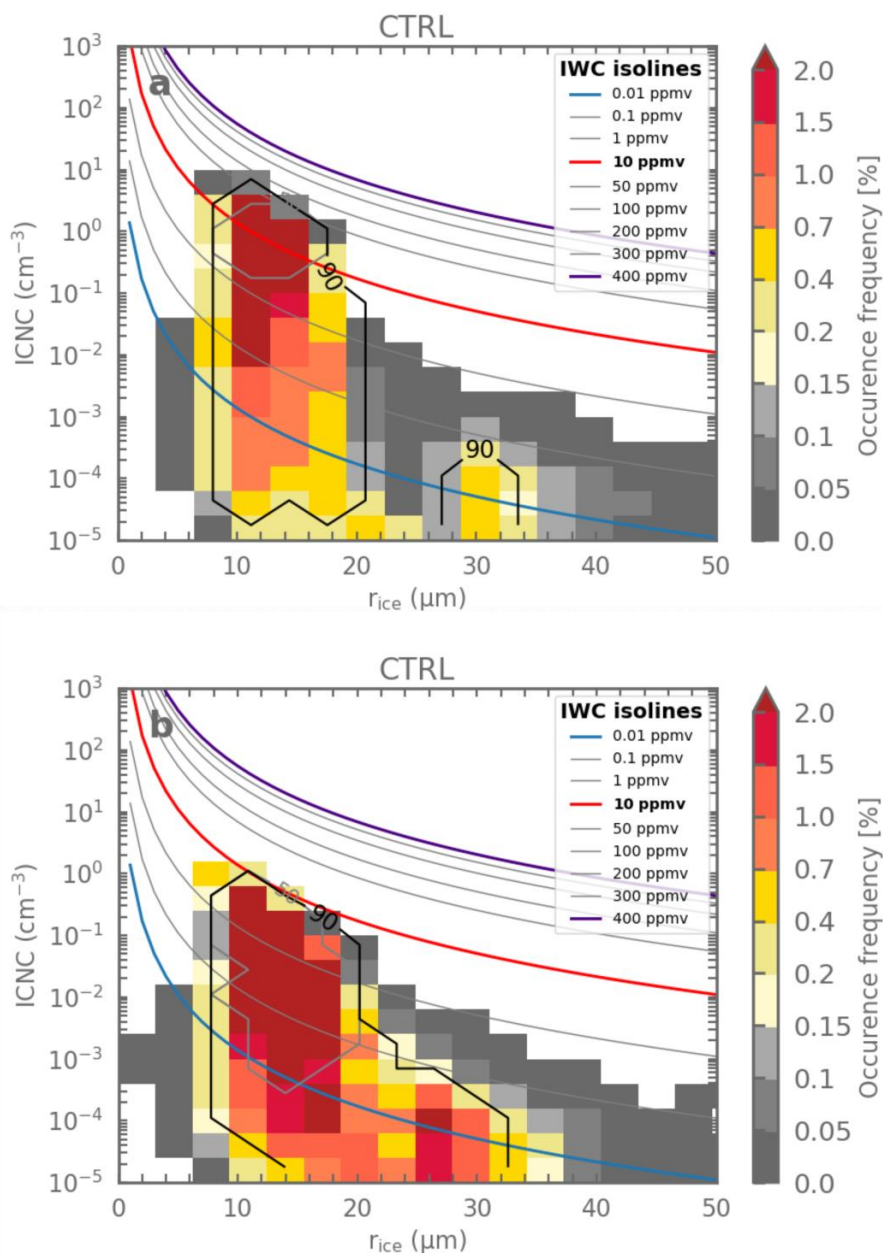 CTRL
a
10³
10²
10¹
10⁰
10⁻¹
10⁻²
10⁻³
10⁻⁴
10⁻⁵
ICNC (cm⁻³)
IWC isolines
0.01 ppmv
0.1 ppmv
1 ppmv
10 ppmv
50 ppmv
100 ppmv
200 ppmv
300 ppmv
400 ppmv
90
90
0 10 20 30 40 50
r_ice (μm)
2.0
1.5
1.0
0.7
0.4
0.2
0.15
0.1
0.05
0.0
Occurence frequency [%]
CTRL
b
10³
10²
10¹
10⁰
10⁻¹
10⁻²
10⁻³
10⁻⁴
10⁻⁵
ICNC (cm⁻³)
IWC isolines
0.01 ppmv
0.1 ppmv
1 ppmv
10 ppmv
50 ppmv
100 ppmv
200 ppmv
300 ppmv
400 ppmv
50
90
0 10 20 30 40 50
r_ice (μm)
2.0
1.5
1.0
0.7
0.4
0.2
0.15
0.1
0.05
0.0
Occurence frequency [%]